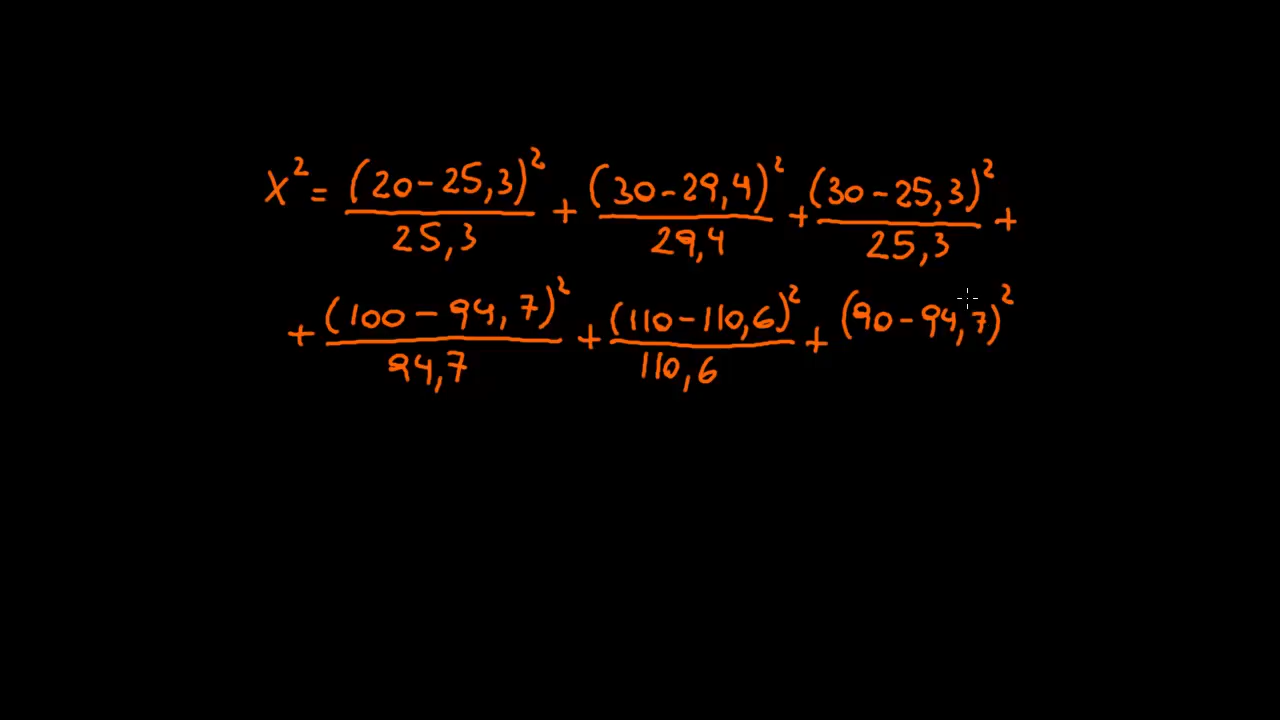 X² = (20 - 25,3)²/25,3 + (30 - 29,4)²/29,4 + (30 - 25,3)²/25,3 +
+ (100 - 94,7)²/94,7 + (110 - 110,6)²/110,6 + (90 - 94,7)²